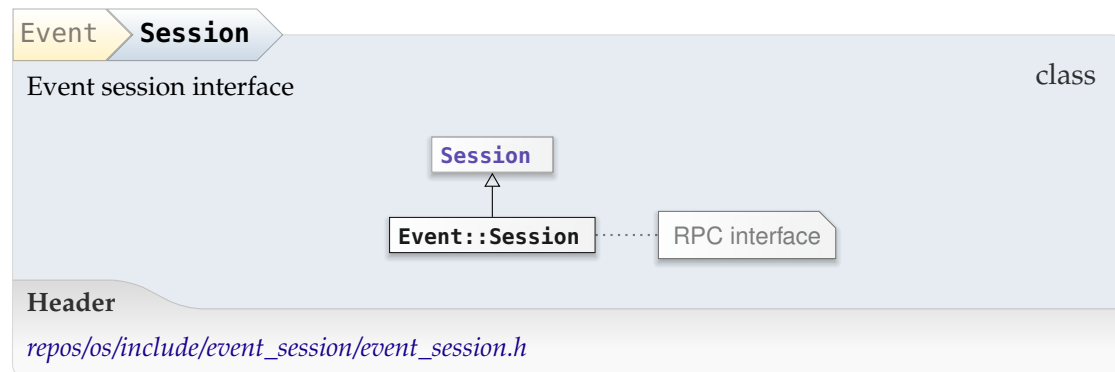 Event Session
class
Event session interface
Session
Event::Session RPC interface
Header
repos/os/include/event_session/event_session.h